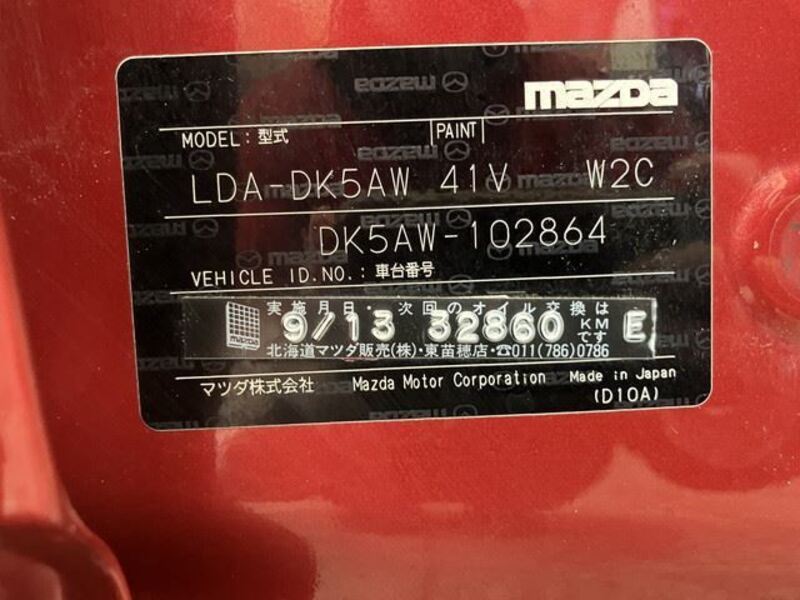 mazda
MODEL：型式 PAINT
LDA-DK5AW 41V W2C
DK5AW-102864
VEHICLE ID.NO.：車台番号
実施月日・次回のオイル交換は
mazda 9/13 32860 KMです E
北海道マツダ販売(株)・東苗穂店・☎011(786)0786
マツダ株式会社 Mazda Motor Corporation Made in Japan
(D10A)